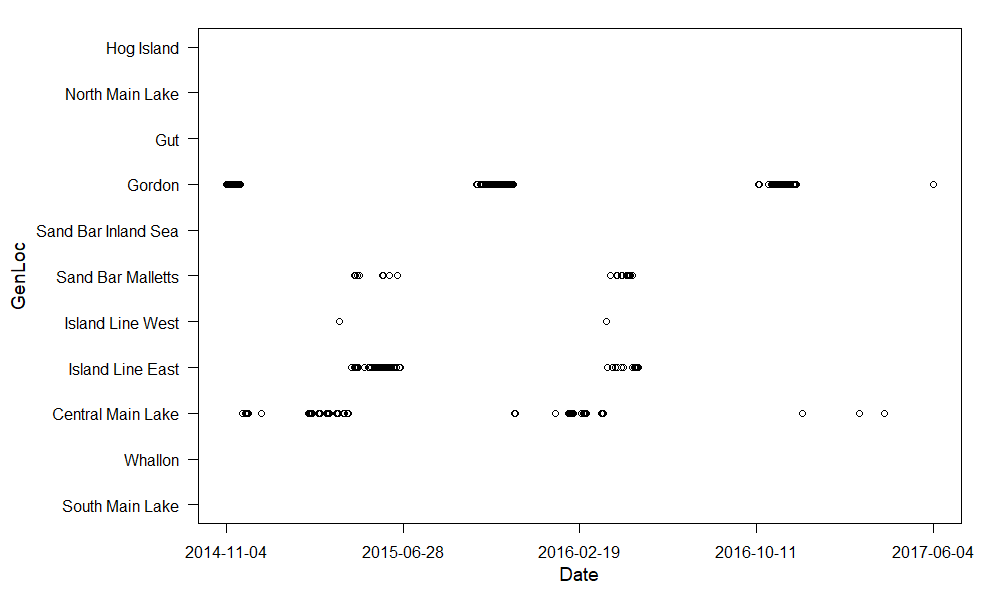 GenLoc
Hog Island
North Main Lake
Gut
Gordon
Sand Bar Inland Sea
Sand Bar Malletts
Island Line West
Island Line East
Central Main Lake
Whallon
South Main Lake
2014-11-04 2015-06-28 2016-02-19 2016-10-11 2017-06-04
Date